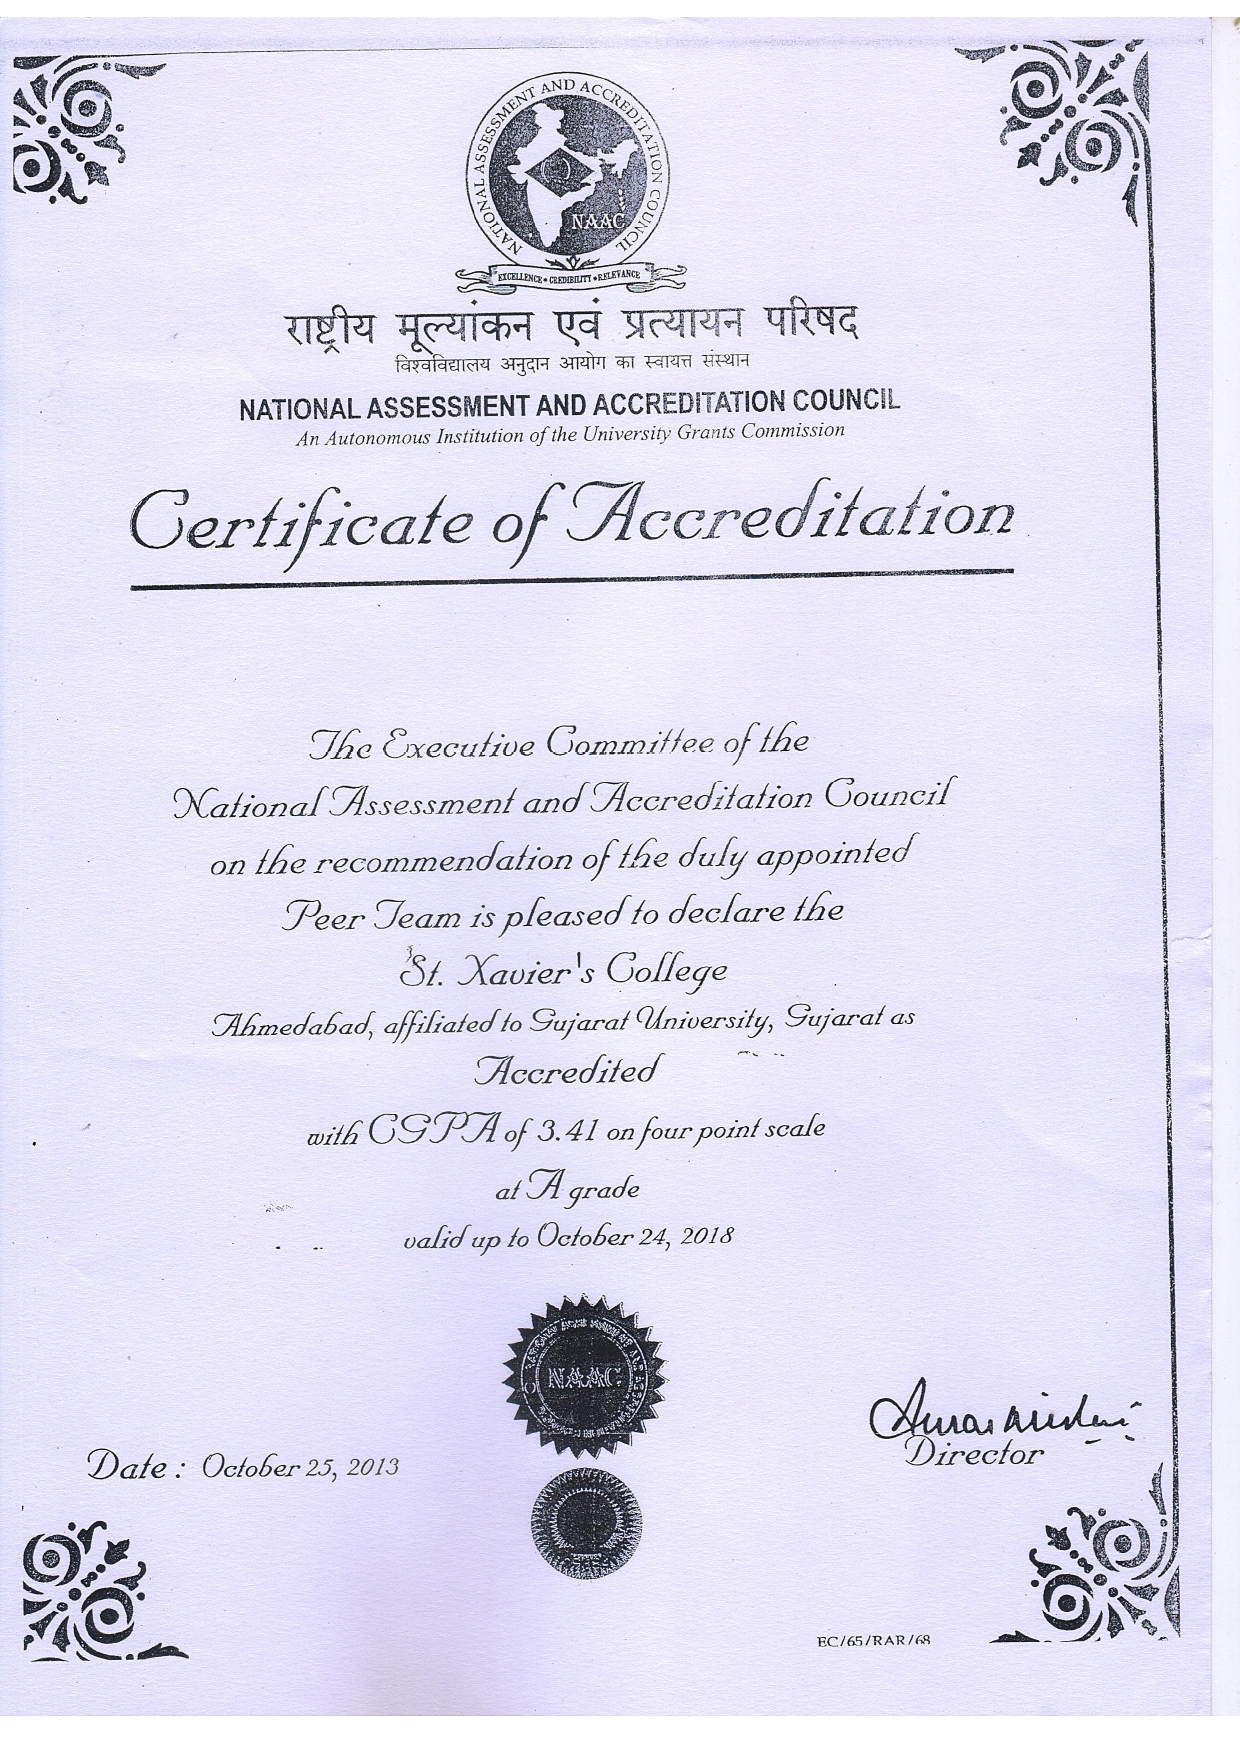 NATIONAL ASSESSMENT AND ACCREDITATION COUNCIL
NAAC
EXCELLENCE • CREDIBILITY • RELEVANCE
राष्ट्रीय मूल्यांकन एवं प्रत्यायन परिषद
विश्वविद्यालय अनुदान आयोग का स्वायत्त संस्थान
NATIONAL ASSESSMENT AND ACCREDITATION COUNCIL
An Autonomous Institution of the University Grants Commission
Certificate of Accreditation
The Executive Committee of the
National Assessment and Accreditation Council
on the recommendation of the duly appointed
Peer Team is pleased to declare the
St. Xavier's College
Ahmedabad, affiliated to Gujarat University, Gujarat as
Accredited
with CGPA of 3.41 on four point scale
at A grade
valid up to October 24, 2018
NAAC
Date : October 25, 2013
Director
EC/65/RAR/68